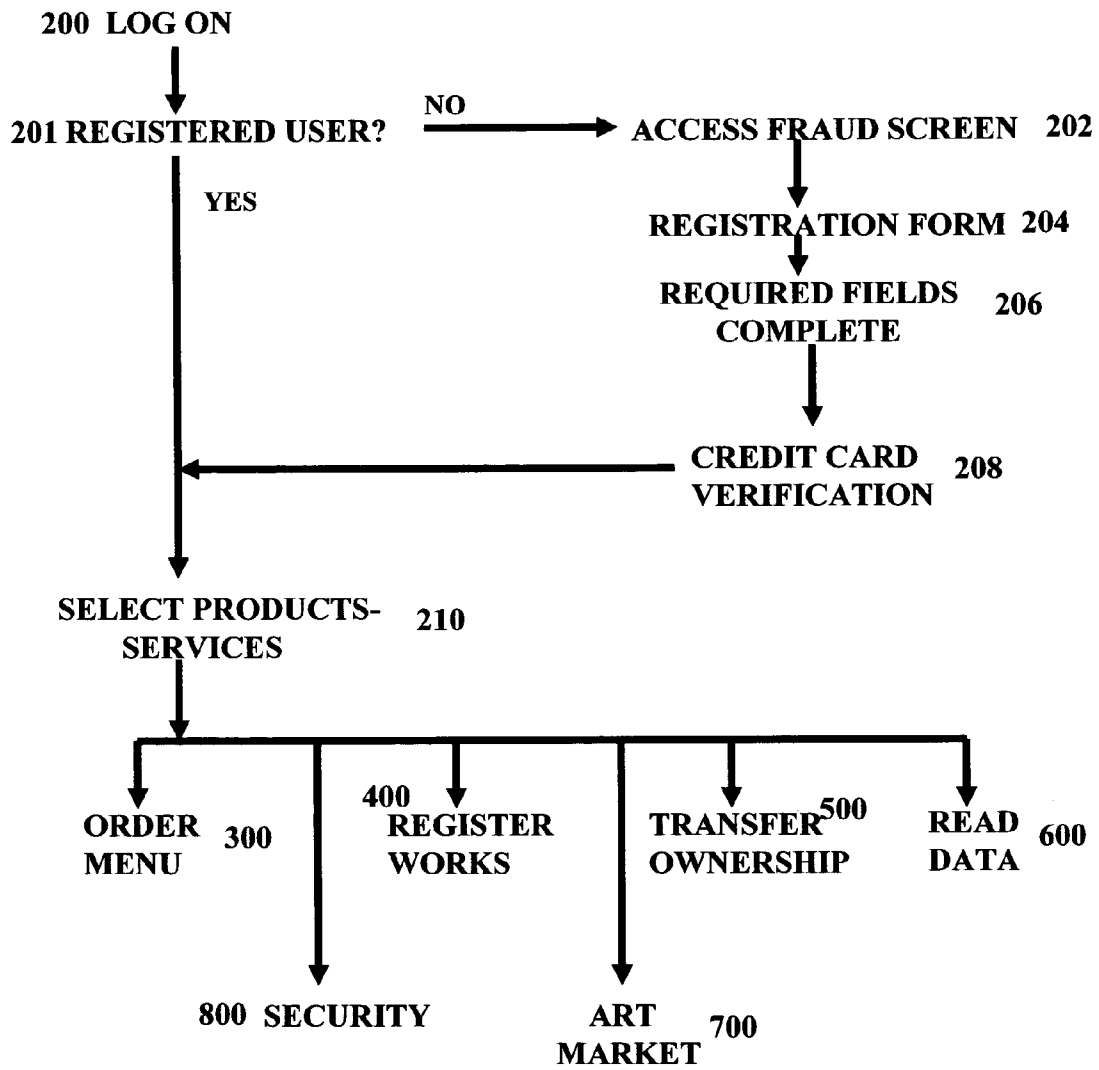 200 LOG ON
201 REGISTERED USER?
NO
ACCESS FRAUD SCREEN 202
YES
REGISTRATION FORM 204
REQUIRED FIELDS
COMPLETE
206
CREDIT CARD
VERIFICATION
208
SELECT PRODUCTS-
SERVICES
210
ORDER
MENU
300
400
REGISTER
WORKS
TRANSFER
OWNERSHIP
500
READ
DATA
600
800 SECURITY
ART
MARKET
700